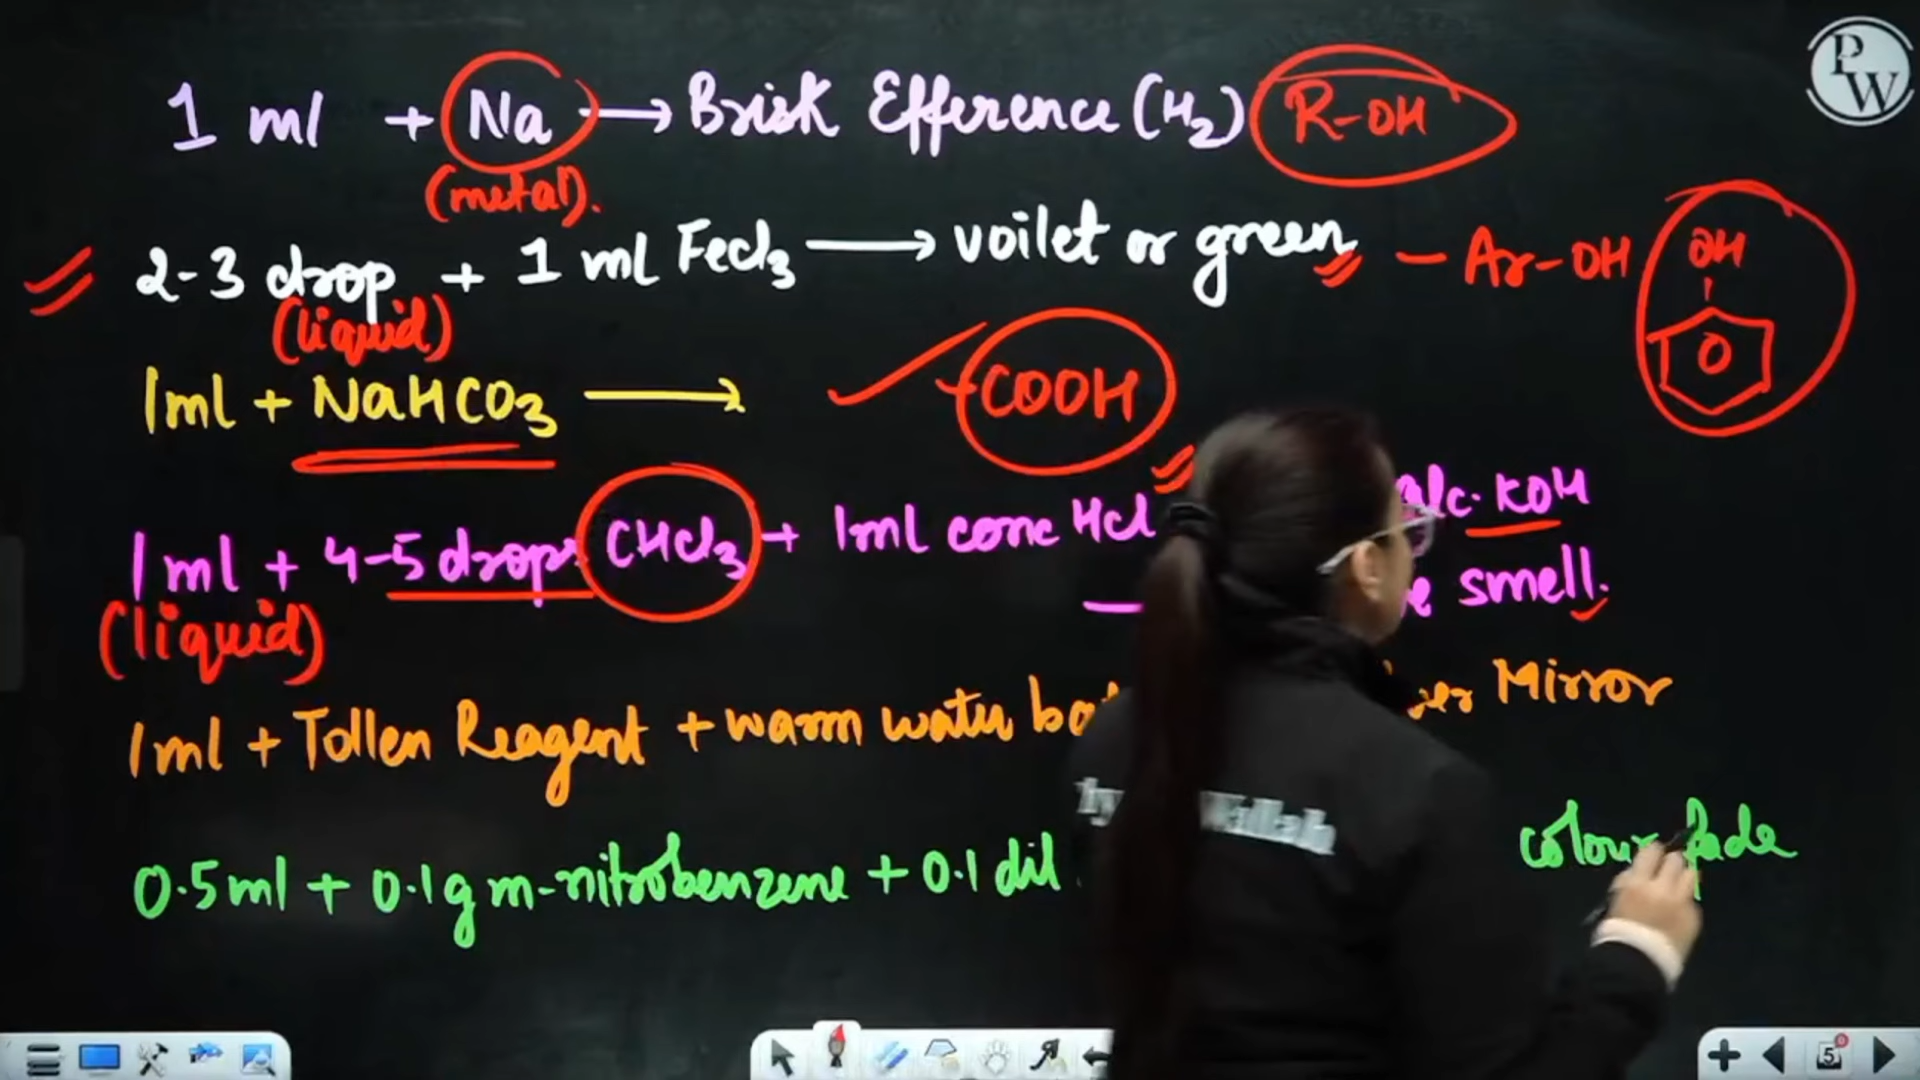 1 ml + Na → Brisk Efference (H2) R-OH
(metal).
2-3 drop + 1 ml FeCl3 → voilet or green - Ar-OH OH
(liquid)
1ml + NaHCO3 → -COOH
1ml + 4-5 drops CHCl3 + 1ml conc HCl alc. KOH
(liquid) smell.
1ml + Tollen Reagent + warm water Mirror
0.5ml + 0.1g m-nitrobenzene + 0.1 dil colour fade
PW
5